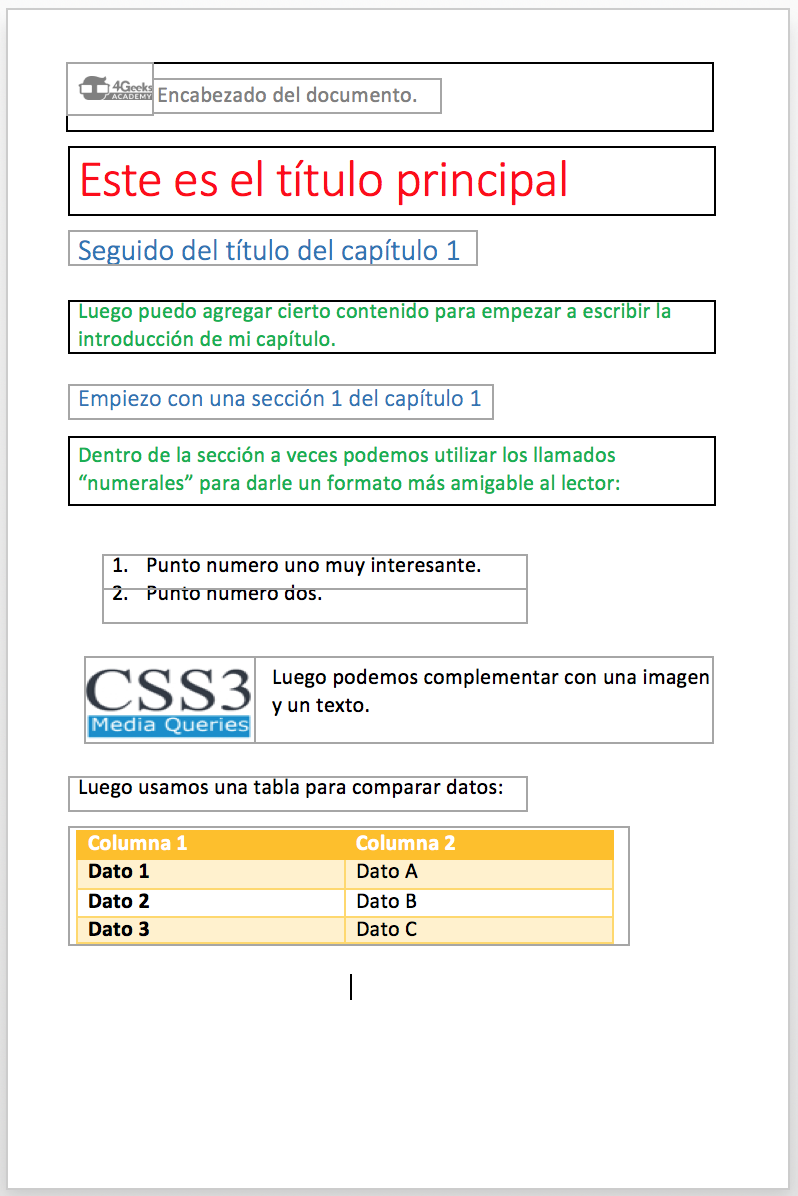 4Geeks
ACADEMY
Encabezado del documento.
Este es el título principal
Seguido del título del capítulo 1
Luego puedo agregar cierto contenido para empezar a escribir la
introducción de mi capítulo.
Empiezo con una sección 1 del capítulo 1
Dentro de la sección a veces podemos utilizar los llamados
“numerales” para darle un formato más amigable al lector:
1. Punto numero uno muy interesante.
2. Punto numero dos.
CSS3
Media Queries
Luego podemos complementar con una imagen
y un texto.
Luego usamos una tabla para comparar datos:
Columna 1 Columna 2
Dato 1 Dato A
Dato 2 Dato B
Dato 3 Dato C